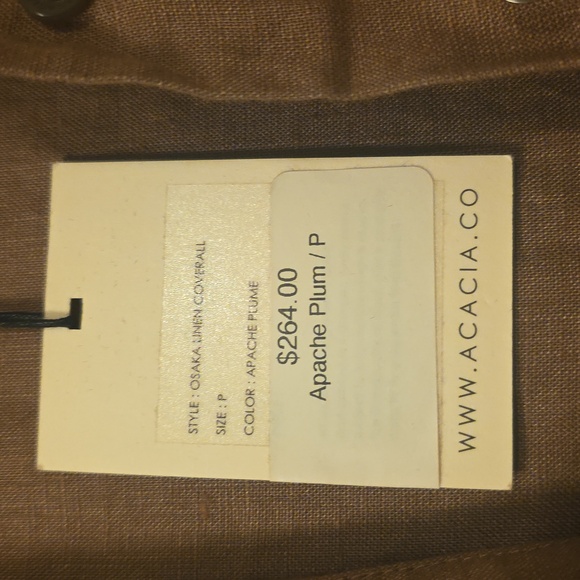 STYLE : OSAKA LINEN COVERALL
SIZE : P
COLOR : APACHE PLUME
$264.00
Apache Plum / P
WWW.ACACIA.CO